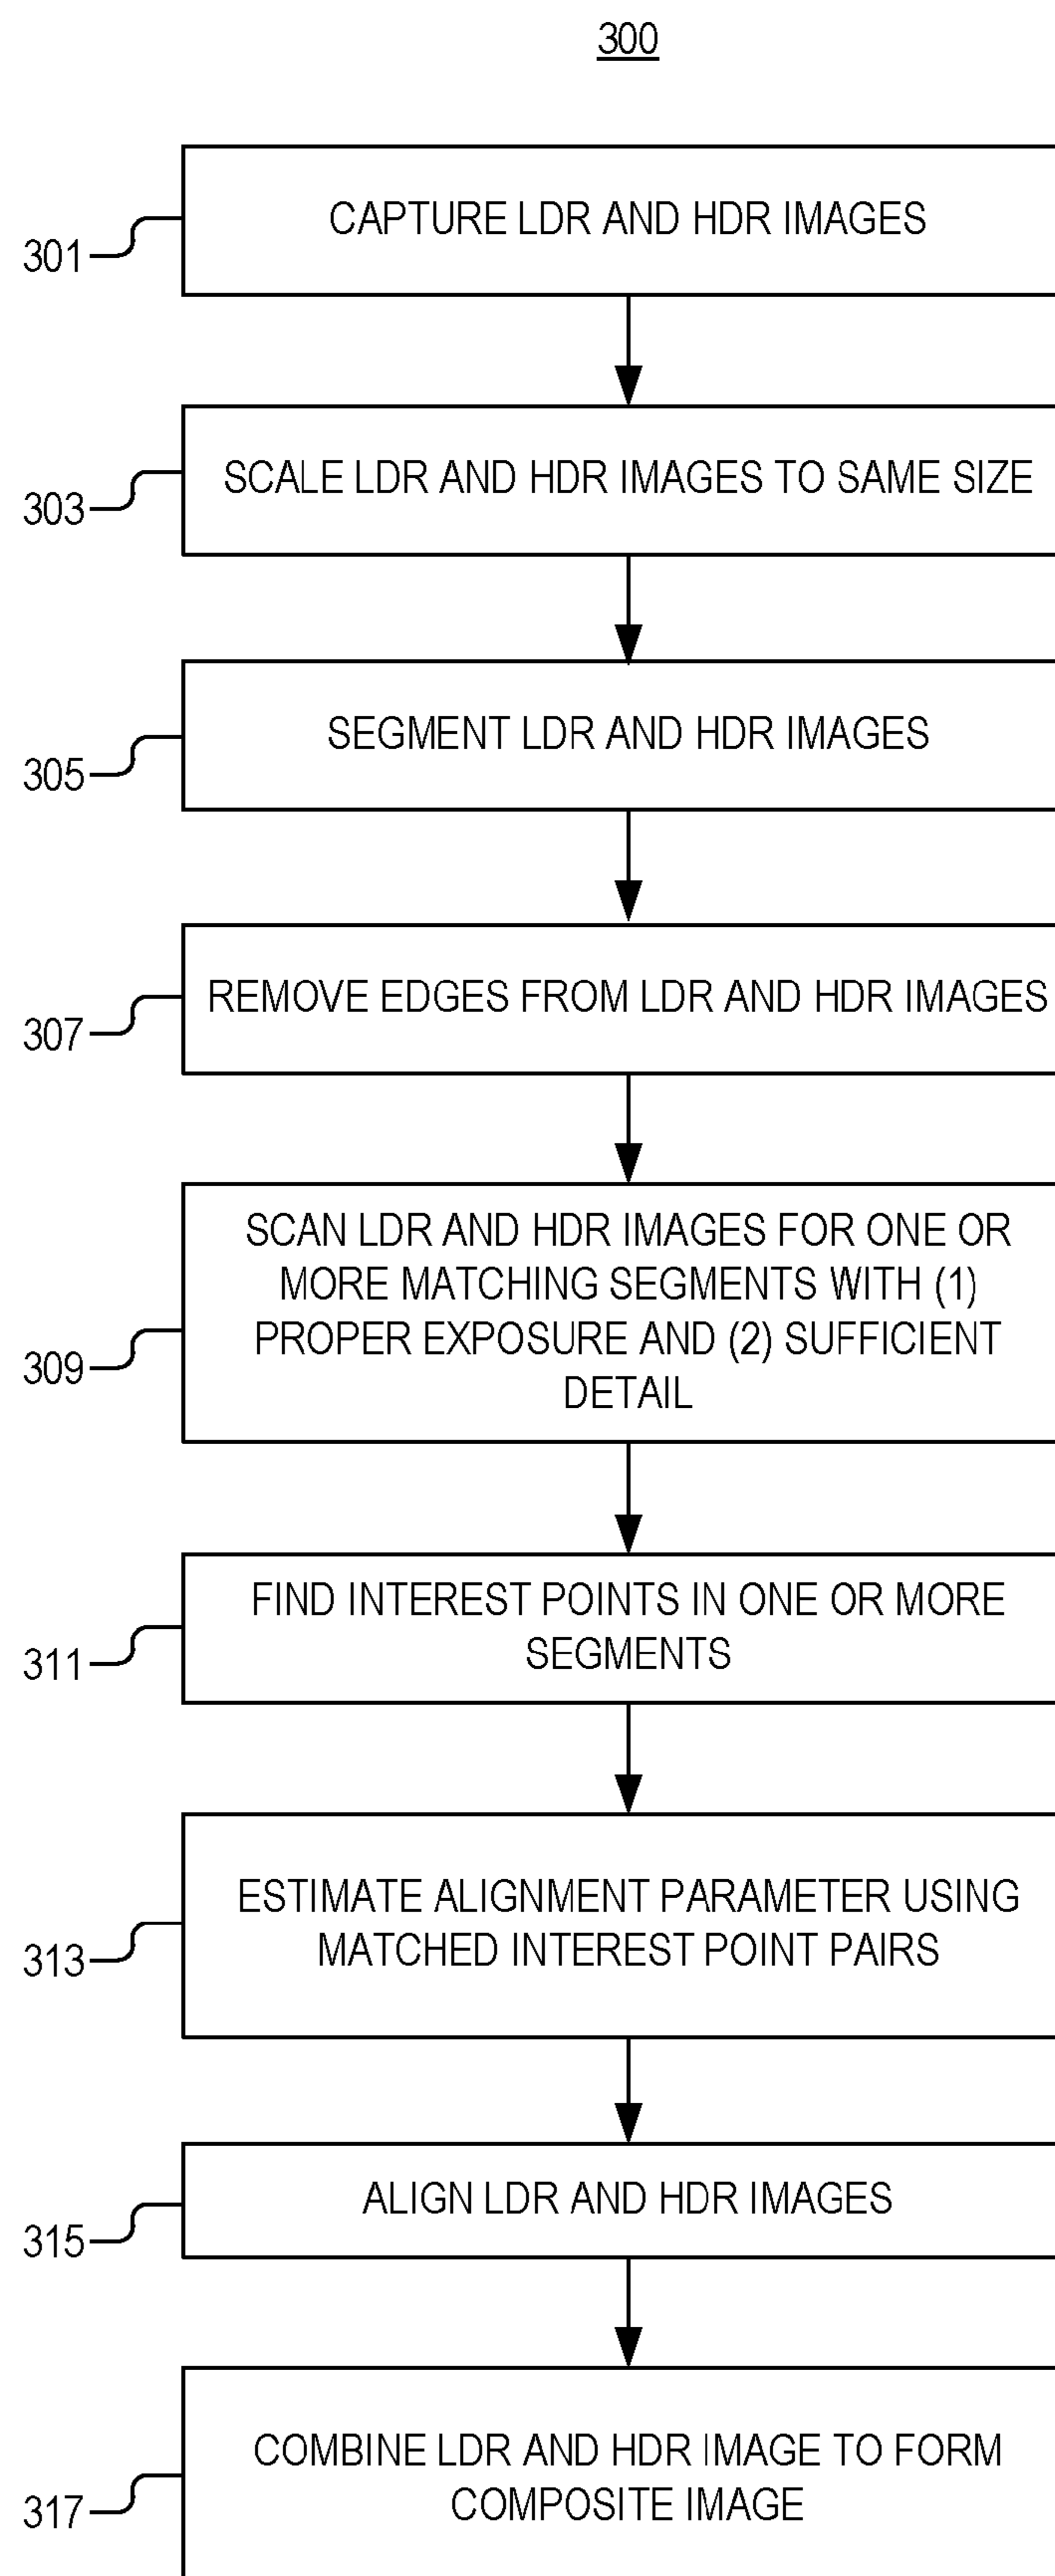 300
CAPTURE LDR AND HDR IMAGES
301
SCALE LDR AND HDR IMAGES TO SAME SIZE
303
SEGMENT LDR AND HDR IMAGES
305
REMOVE EDGES FROM LDR AND HDR IMAGES
307
SCAN LDR AND HDR IMAGES FOR ONE OR
MORE MATCHING SEGMENTS WITH (1)
PROPER EXPOSURE AND (2) SUFFICIENT
DETAIL
309
FIND INTEREST POINTS IN ONE OR MORE
SEGMENTS
311
ESTIMATE ALIGNMENT PARAMETER USING
MATCHED INTEREST POINT PAIRS
313
ALIGN LDR AND HDR IMAGES
315
COMBINE LDR AND HDR IMAGE TO FORM
COMPOSITE IMAGE
317